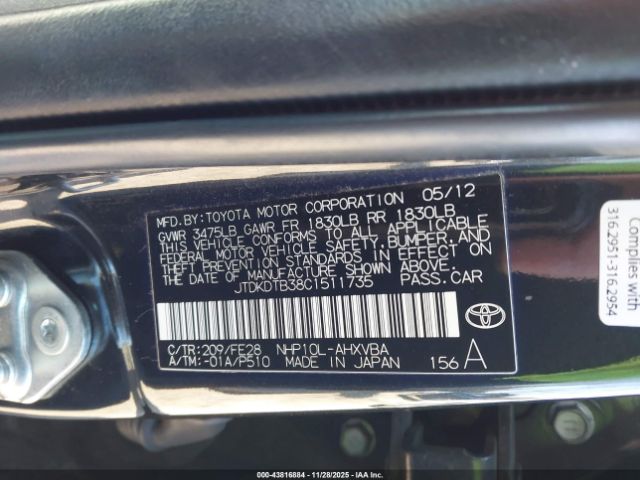 MFD.BY:TOYOTA MOTOR CORPORATION 05/12
GVWR 3475LB GAWR FR 1830LB RR 1830LB
THIS VEHICLE CONFORMS TO ALL APPLICABLE
FEDERAL MOTOR VEHICLE SAFETY,BUMPER,AND
THEFT PREVENTION STANDARDS IN EFFECT ON
THE DATE OF MANUFACTURE SHOWN ABOVE.
JTDKDTB38C1511735 PASS.CAR
C/TR:209/FE28 NHP10L-AHXVBA
A/TM:-01A/P510 MADE IN JAPAN 156 A
Complies with
3162951-3162954
000-43816884 | 11/28/2025 - IAAI.COM